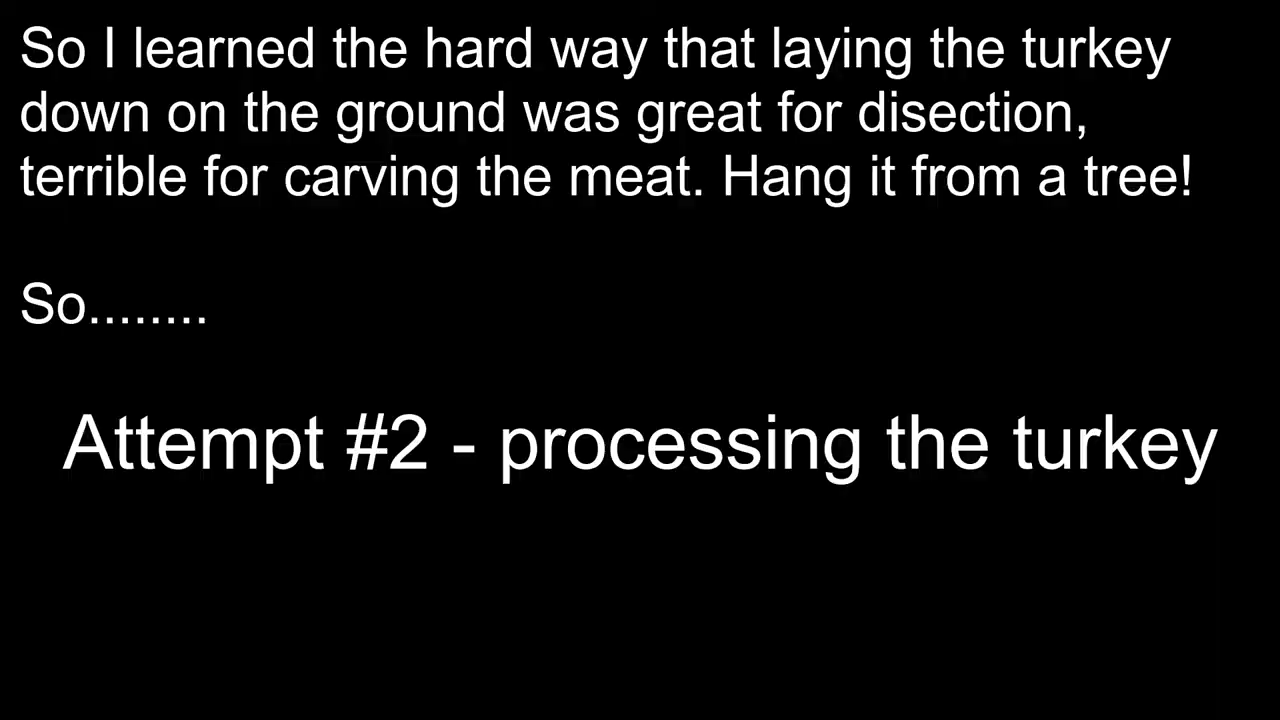 So I learned the hard way that laying the turkey
down on the ground was great for disection,
terrible for carving the meat. Hang it from a tree!
So........
Attempt #2 - processing the turkey